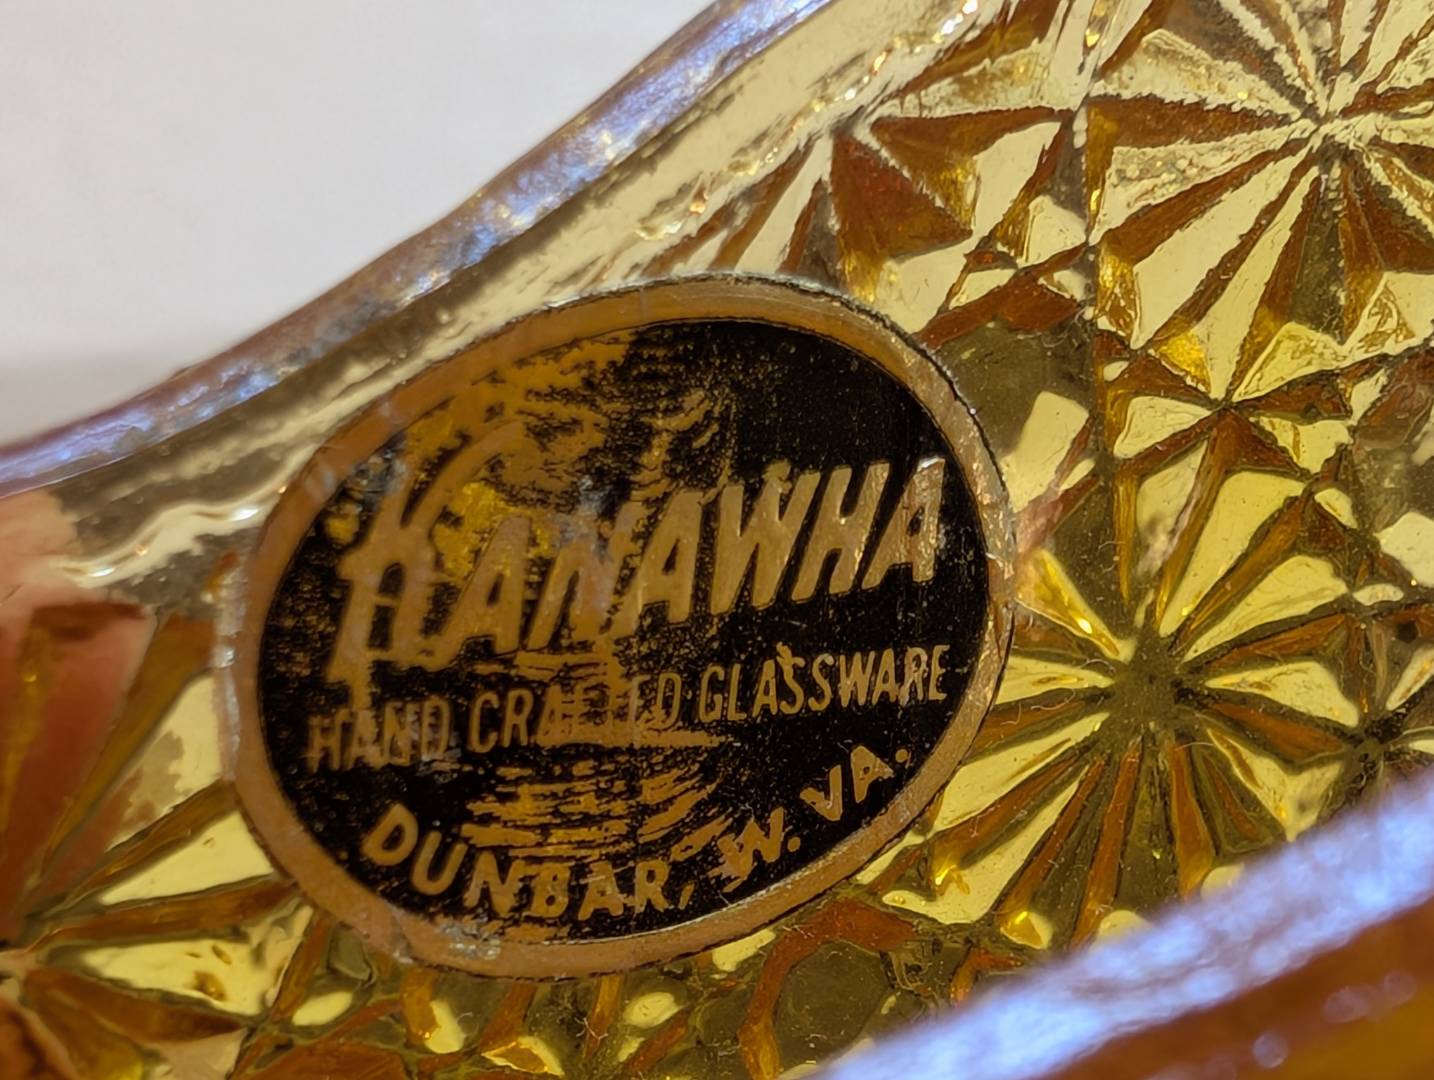 KANAWHA
HAND CRAFTED GLASSWARE
DUNBAR, W. VA.